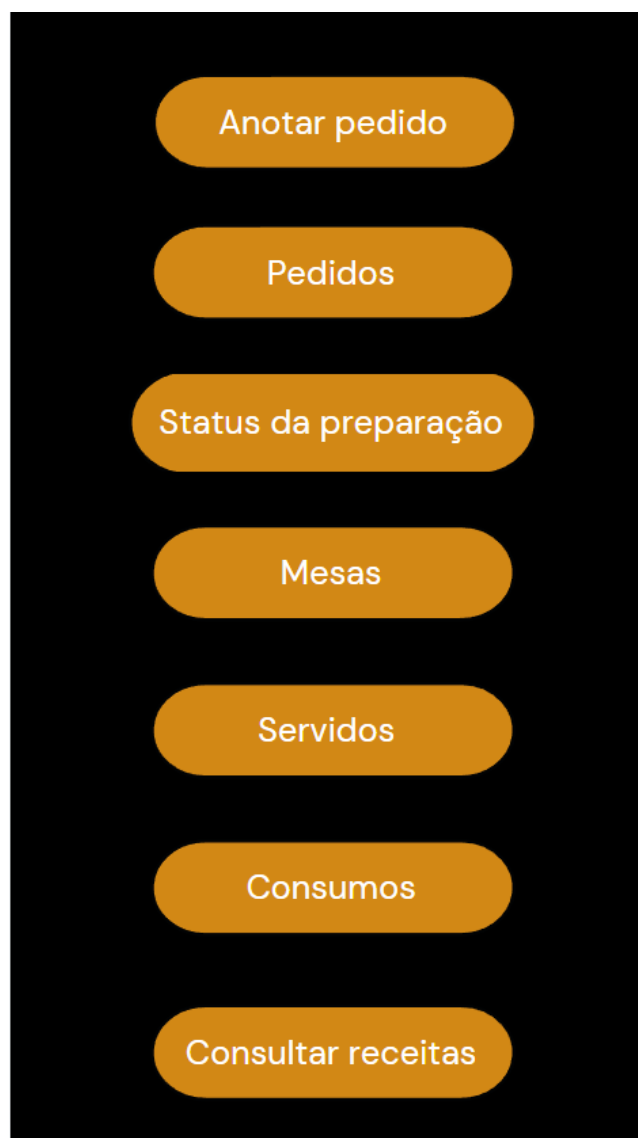 Anotar pedido
Pedidos
Status da preparação
Mesas
Servidos
Consumos
Consultar receitas